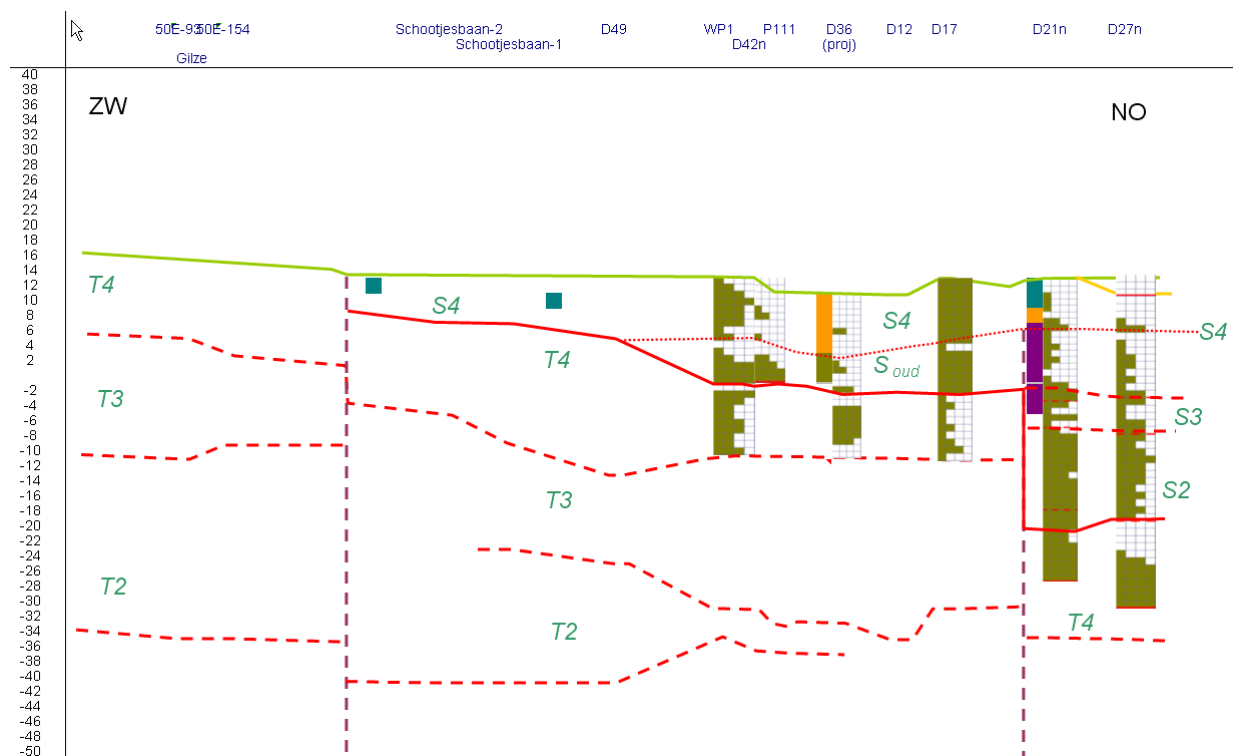 50E-93 50E-154 Schootjesbaan-2 D49 WP1 P111 D36 D12 D17 D21n D27n
Schootjesbaan-1 D42n (proj)
Gilze
40
38
36
34
32
30
28
26
24
22
20
18
16
14
12
10
8
6
4
2
-2
-4
-6
-8
-10
-12
-14
-16
-18
-20
-22
-24
-26
-28
-30
-32
-34
-36
-38
-40
-42
-44
-46
-48
-50
ZW
NO
T4
S4
S4
S4
T4
S oud
T3
S3
T3
S2
T2
T2
T4